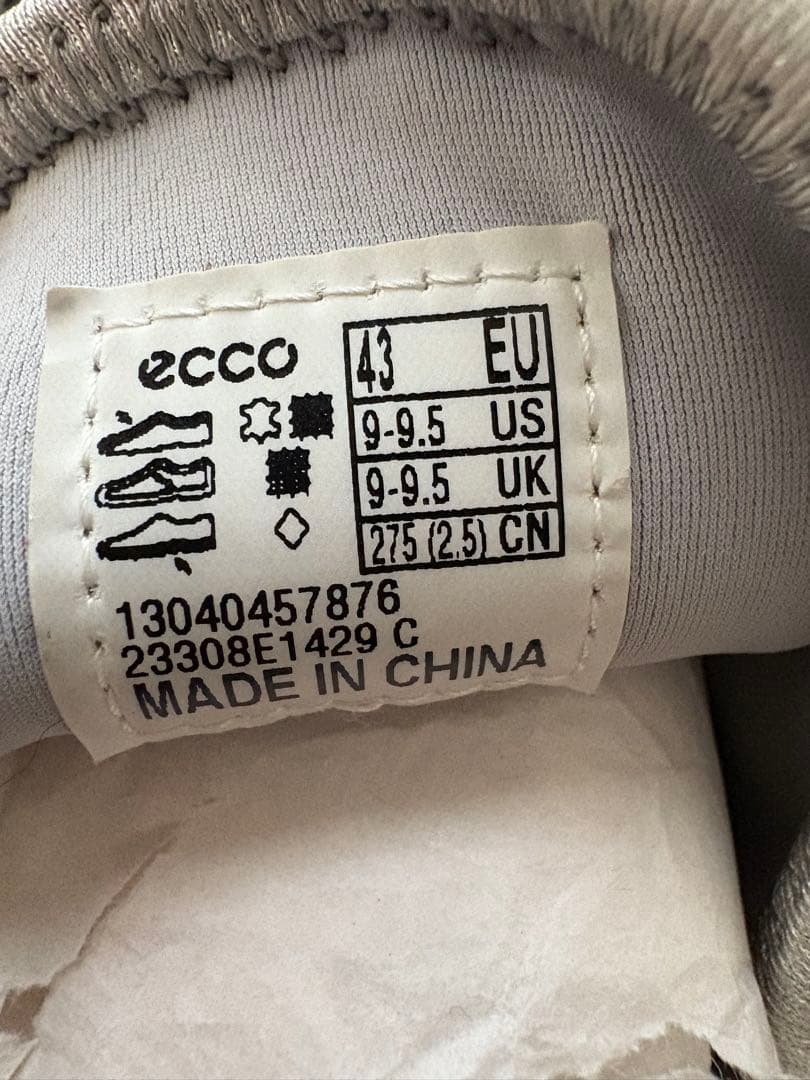 ecco
43 EU
9-9.5 US
9-9.5 UK
275 (2.5) CN
13040457876
23308E1429 C
MADE IN CHINA